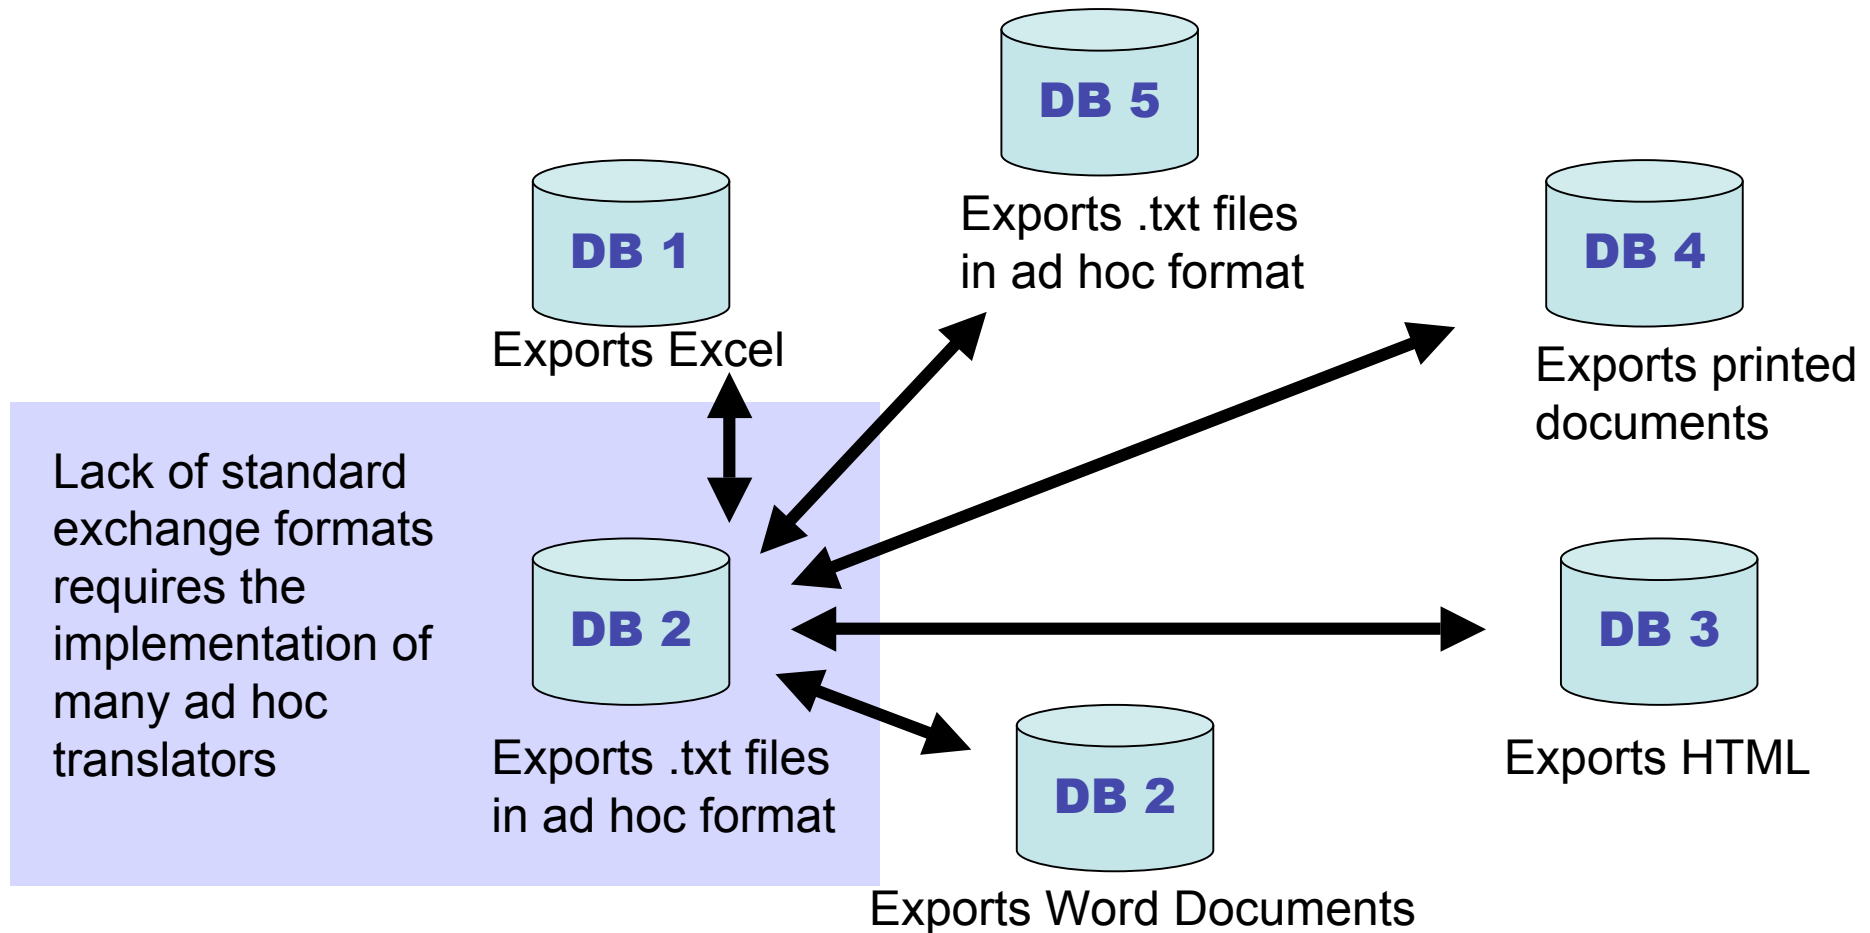 DB 5
Exports .txt files
in ad hoc format
DB 1
Exports Excel
DB 4
Exports printed
documents
Lack of standard
exchange formats
requires the
implementation of
many ad hoc
translators
DB 2
Exports .txt files
in ad hoc format
DB 3
Exports HTML
DB 2
Exports Word Documents